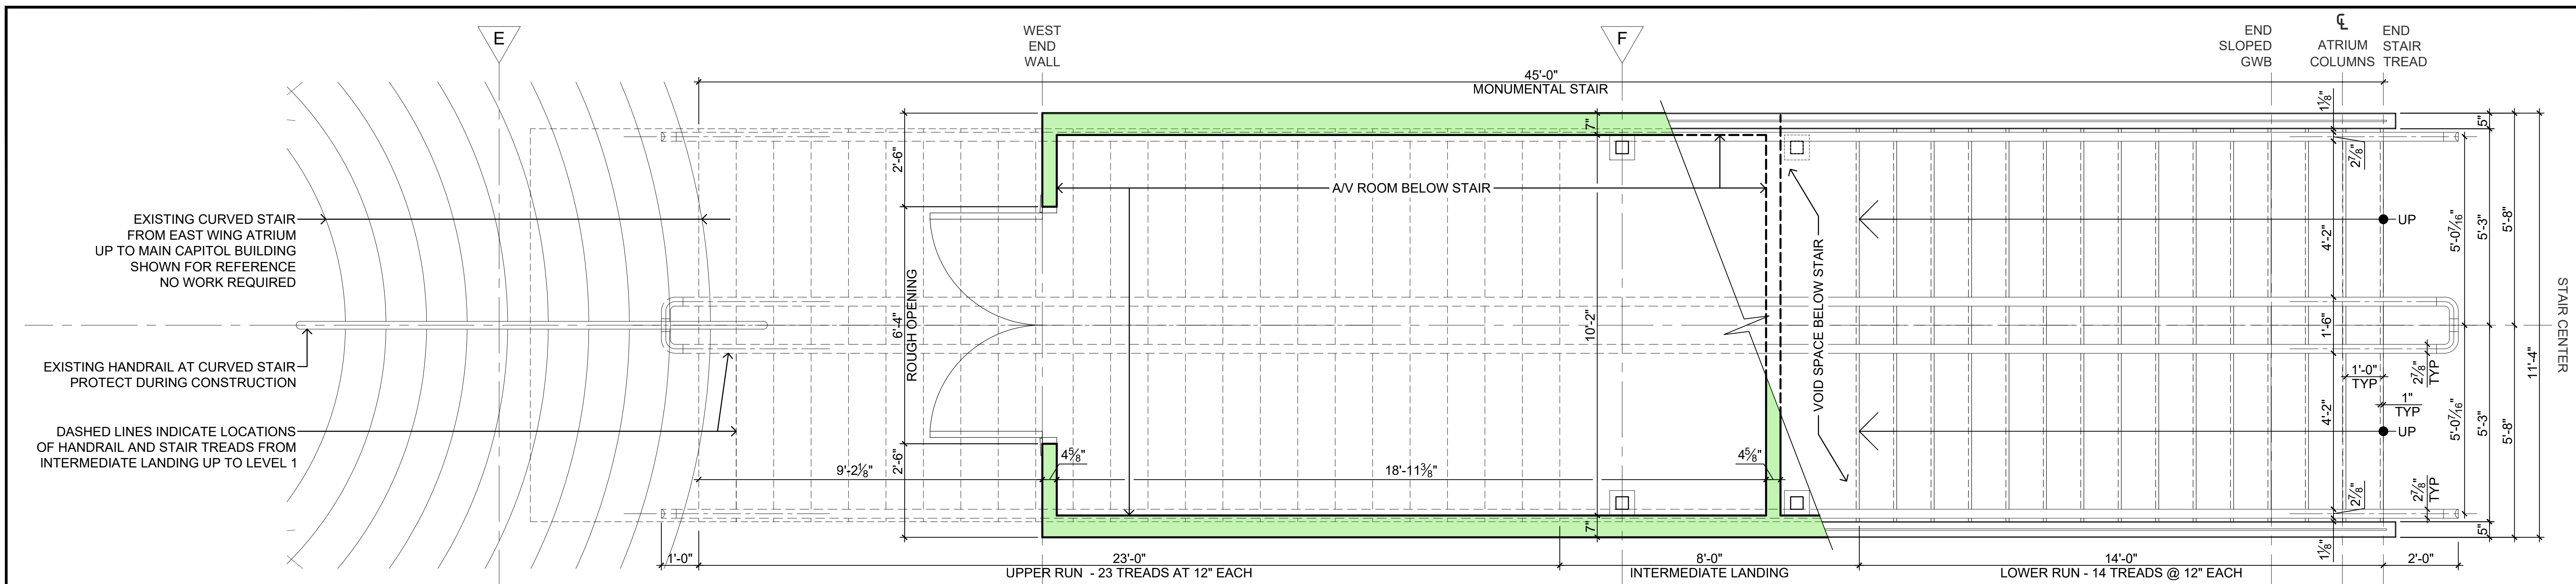 E
WEST
END
WALL
F
END
SLOPED
GWB
℄
ATRIUM
COLUMNS
END
STAIR
TREAD
45'-0"
MONUMENTAL STAIR
1⅛"
5"
7"
2'-6"
2⅞"
A/V ROOM BELOW STAIR
EXISTING CURVED STAIR
FROM EAST WING ATRIUM
UP TO MAIN CAPITOL BUILDING
SHOWN FOR REFERENCE
NO WORK REQUIRED
UP
4'-2"
5'-0 7/16"
5'-3"
5'-8"
ROUGH OPENING
6'-4"
10'-2"
VOID SPACE BELOW STAIR
1'-6"
STAIR CENTER
11'-4"
EXISTING HANDRAIL AT CURVED STAIR
PROTECT DURING CONSTRUCTION
1'-0"
TYP
2⅞"
TYP
1"
TYP
DASHED LINES INDICATE LOCATIONS
OF HANDRAIL AND STAIR TREADS FROM
INTERMEDIATE LANDING UP TO LEVEL 1
4'-2"
UP
5'-0 7/16"
5'-3"
5'-8"
9'-2⅛"
2'-6"
4⅝"
18'-11⅜"
4⅝"
2⅞"
2⅞"
TYP
7"
5"
1⅛"
1'-0"
23'-0"
UPPER RUN - 23 TREADS AT 12" EACH
8'-0"
INTERMEDIATE LANDING
14'-0"
LOWER RUN - 14 TREADS @ 12" EACH
2'-0"